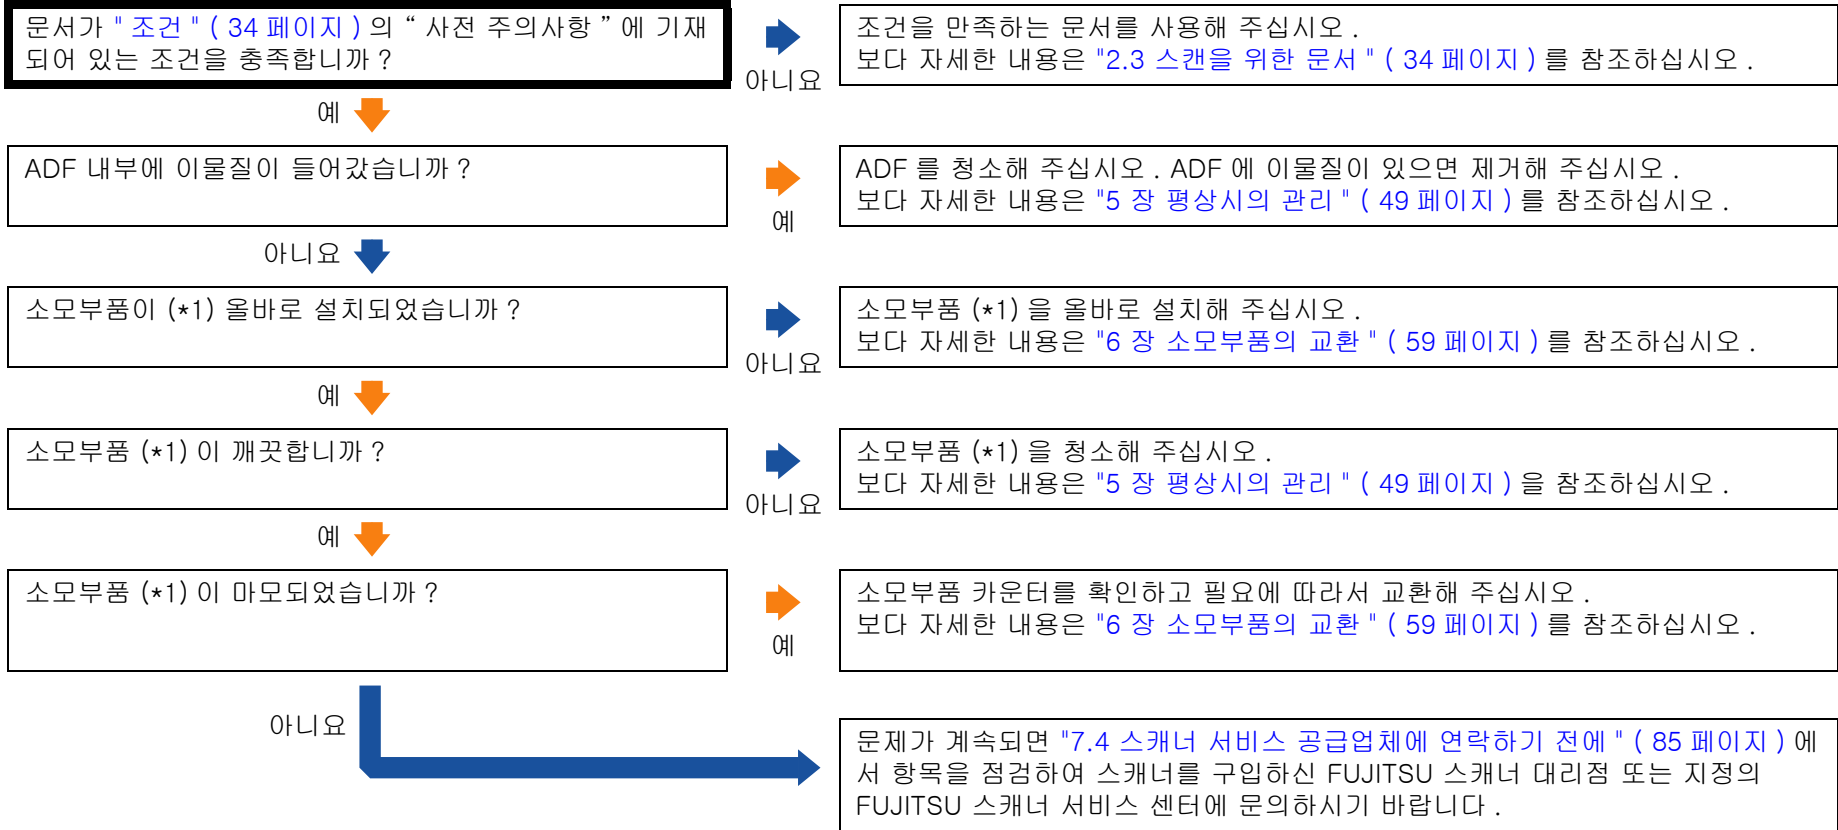 문서가 " 조건 " ( 34 페이지 ) 의 “ 사전 주의사항 ” 에 기재
되어 있는 조건을 충족합니까 ?
아니요
조건을 만족하는 문서를 사용해 주십시오 .
보다 자세한 내용은 "2.3 스캔을 위한 문서 " ( 34 페이지 ) 를 참조하십시오 .
예
ADF 내부에 이물질이 들어갔습니까 ?
예
ADF 를 청소해 주십시오 . ADF 에 이물질이 있으면 제거해 주십시오 .
보다 자세한 내용은 "5 장 평상시의 관리 " ( 49 페이지 ) 를 참조하십시오 .
아니요
소모부품이 (*1) 올바로 설치되었습니까 ?
아니요
소모부품 (*1) 을 올바로 설치해 주십시오 .
보다 자세한 내용은 "6 장 소모부품의 교환 " ( 59 페이지 ) 를 참조하십시오 .
예
소모부품 (*1) 이 깨끗합니까 ?
아니요
소모부품 (*1) 을 청소해 주십시오 .
보다 자세한 내용은 "5 장 평상시의 관리 " ( 49 페이지 ) 을 참조하십시오 .
예
소모부품 (*1) 이 마모되었습니까 ?
예
소모부품 카운터를 확인하고 필요에 따라서 교환해 주십시오 .
보다 자세한 내용은 "6 장 소모부품의 교환 " ( 59 페이지 ) 를 참조하십시오 .
아니요
문제가 계속되면 "7.4 스캐너 서비스 공급업체에 연락하기 전에 " ( 85 페이지 ) 에
서 항목을 점검하여 스캐너를 구입하신 FUJITSU 스캐너 대리점 또는 지정의
FUJITSU 스캐너 서비스 센터에 문의하시기 바랍니다 .